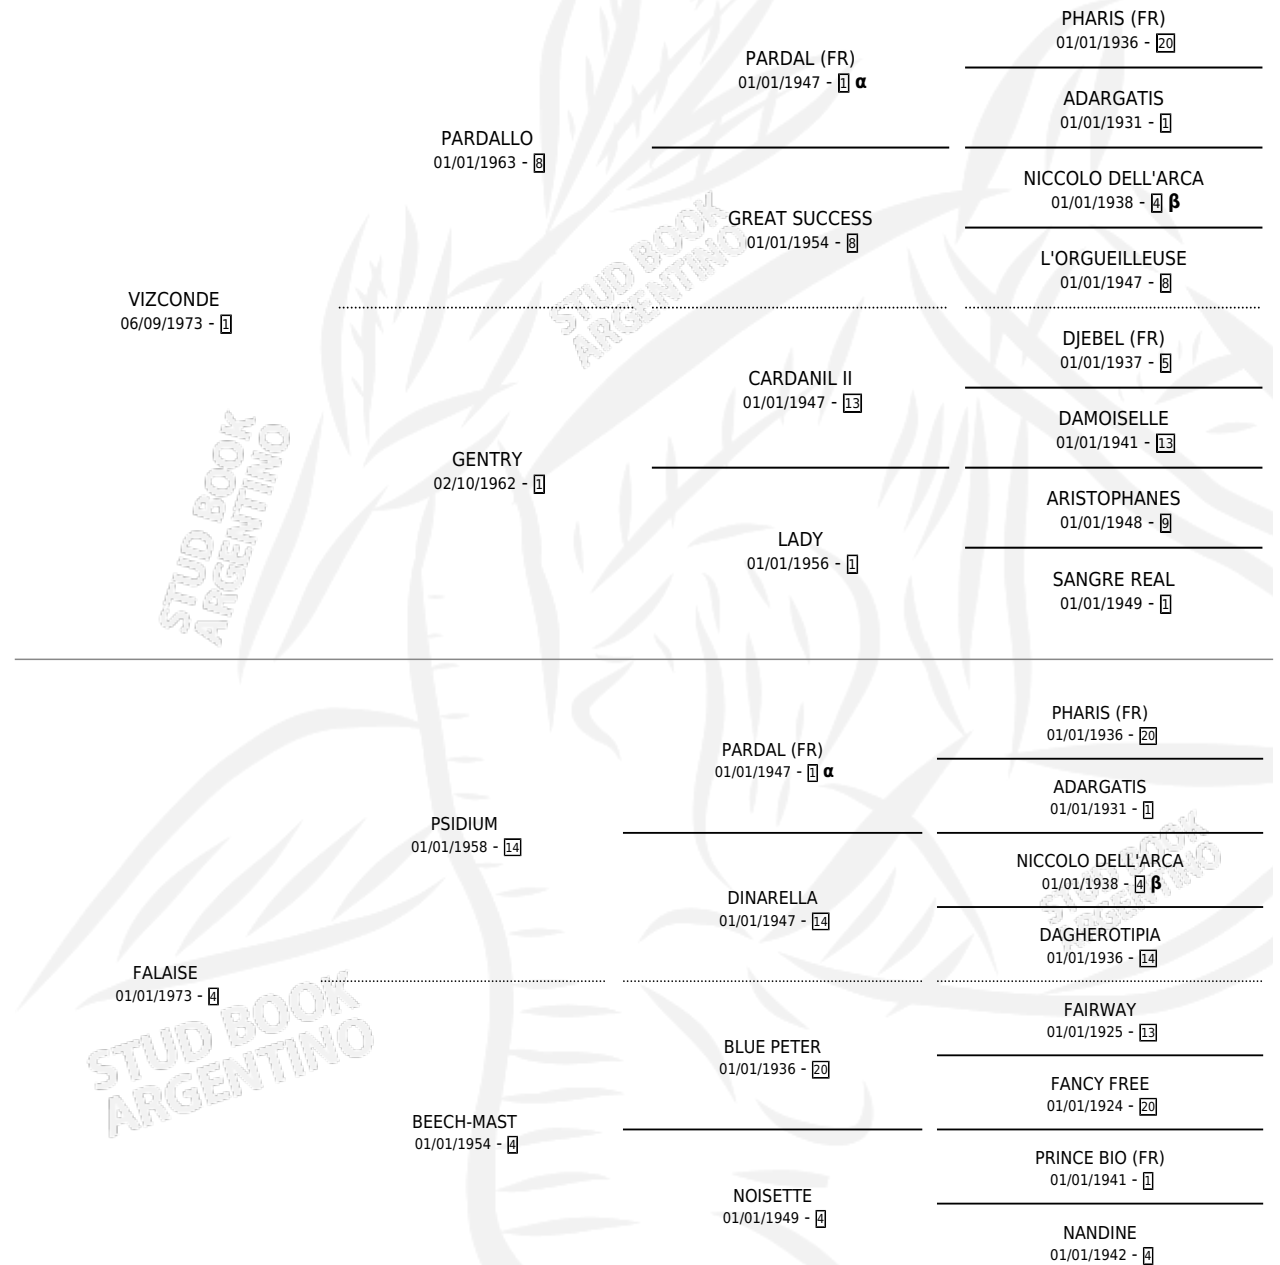 PHARIS (FR)
01/01/1936 - 20
PARDAL (FR)
01/01/1947 - 1 α
ADARGATIS
01/01/1931 - 1
PARDALLO
01/01/1963 - 8
NICCOLO DELL'ARCA
01/01/1938 - 4 β
GREAT SUCCESS
01/01/1954 - 8
L'ORGUEILLEUSE
01/01/1947 - 8
STUD BOOK
ARGENTINO
VIZCONDE
06/09/1973 - 1
DJEBEL (FR)
01/01/1937 - 5
CARDANIL II
01/01/1947 - 13
DAMOISELLE
01/01/1941 - 13
GENTRY
02/10/1962 - 1
ARISTOPHANES
01/01/1948 - 9
LADY
01/01/1956 - 1
SANGRE REAL
01/01/1949 - 1
STUD BOOK
ARGENTINO
PHARIS (FR)
01/01/1936 - 20
PARDAL (FR)
01/01/1947 - 1 α
ADARGATIS
01/01/1931 - 1
PSIDIUM
01/01/1958 - 14
NICCOLO DELL'ARCA
01/01/1938 - 4 β
DINARELLA
01/01/1947 - 14
DAGHEROTIPIA
01/01/1936 - 14
STUD BOOK
ARGENTINO
FALAISE
01/01/1973 - 4
FAIRWAY
01/01/1925 - 13
BLUE PETER
01/01/1936 - 20
FANCY FREE
01/01/1924 - 20
STUD BOOK
ARGENTINO
BEECH-MAST
01/01/1954 - 4
PRINCE BIO (FR)
01/01/1941 - 1
NOISETTE
01/01/1949 - 4
NANDINE
01/01/1942 - 4